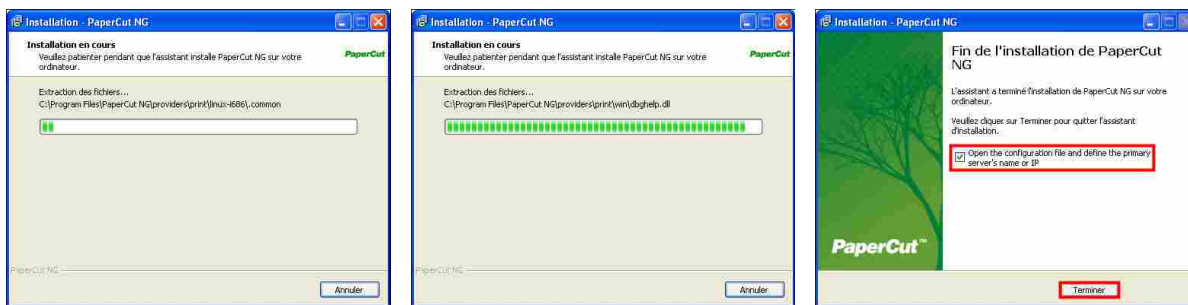 Installation - PaperCut NG
Installation en cours
Veuillez patienter pendant que l'assistant installe PaperCut NG sur votre
ordinateur.
PaperCut
Extraction des fichiers...
C:\Program Files\PaperCut NG\providers\print\linux-i686\.common
PaperCut NG
Annuler
Installation - PaperCut NG
Installation en cours
Veuillez patienter pendant que l'assistant installe PaperCut NG sur votre
ordinateur.
PaperCut
Extraction des fichiers...
C:\Program Files\PaperCut NG\providers\print\win\dbghelp.dll
PaperCut NG
Annuler
Installation - PaperCut NG
Fin de l'installation de PaperCut
NG
L'assistant a terminé l'installation de PaperCut NG sur votre
ordinateur.
Veuillez cliquer sur Terminer pour quitter l'assistant
d'installation.
Open the configuration file and define the primary
server's name or IP
PaperCut™
Terminer